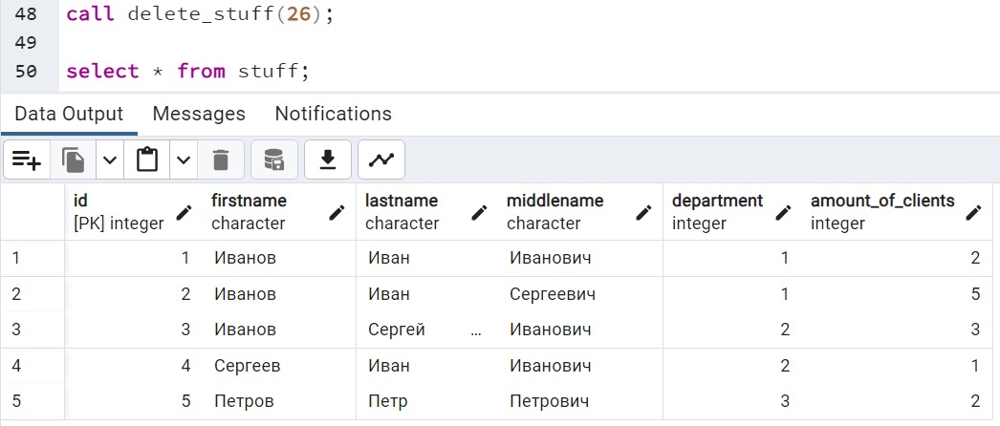 48 call delete_stuff(26);
49
50 select * from stuff;
Data Output Messages Notifications
id firstname lastname middlename department amount_of_clients
[PK] integer character character character integer integer
1 1 Иванов Иван Иванович 1 2
2 2 Иванов Иван Сергеевич 1 5
3 3 Иванов Сергей ... Иванович 2 3
4 4 Сергеев Иван Иванович 2 1
5 5 Петров Петр Петрович 3 2